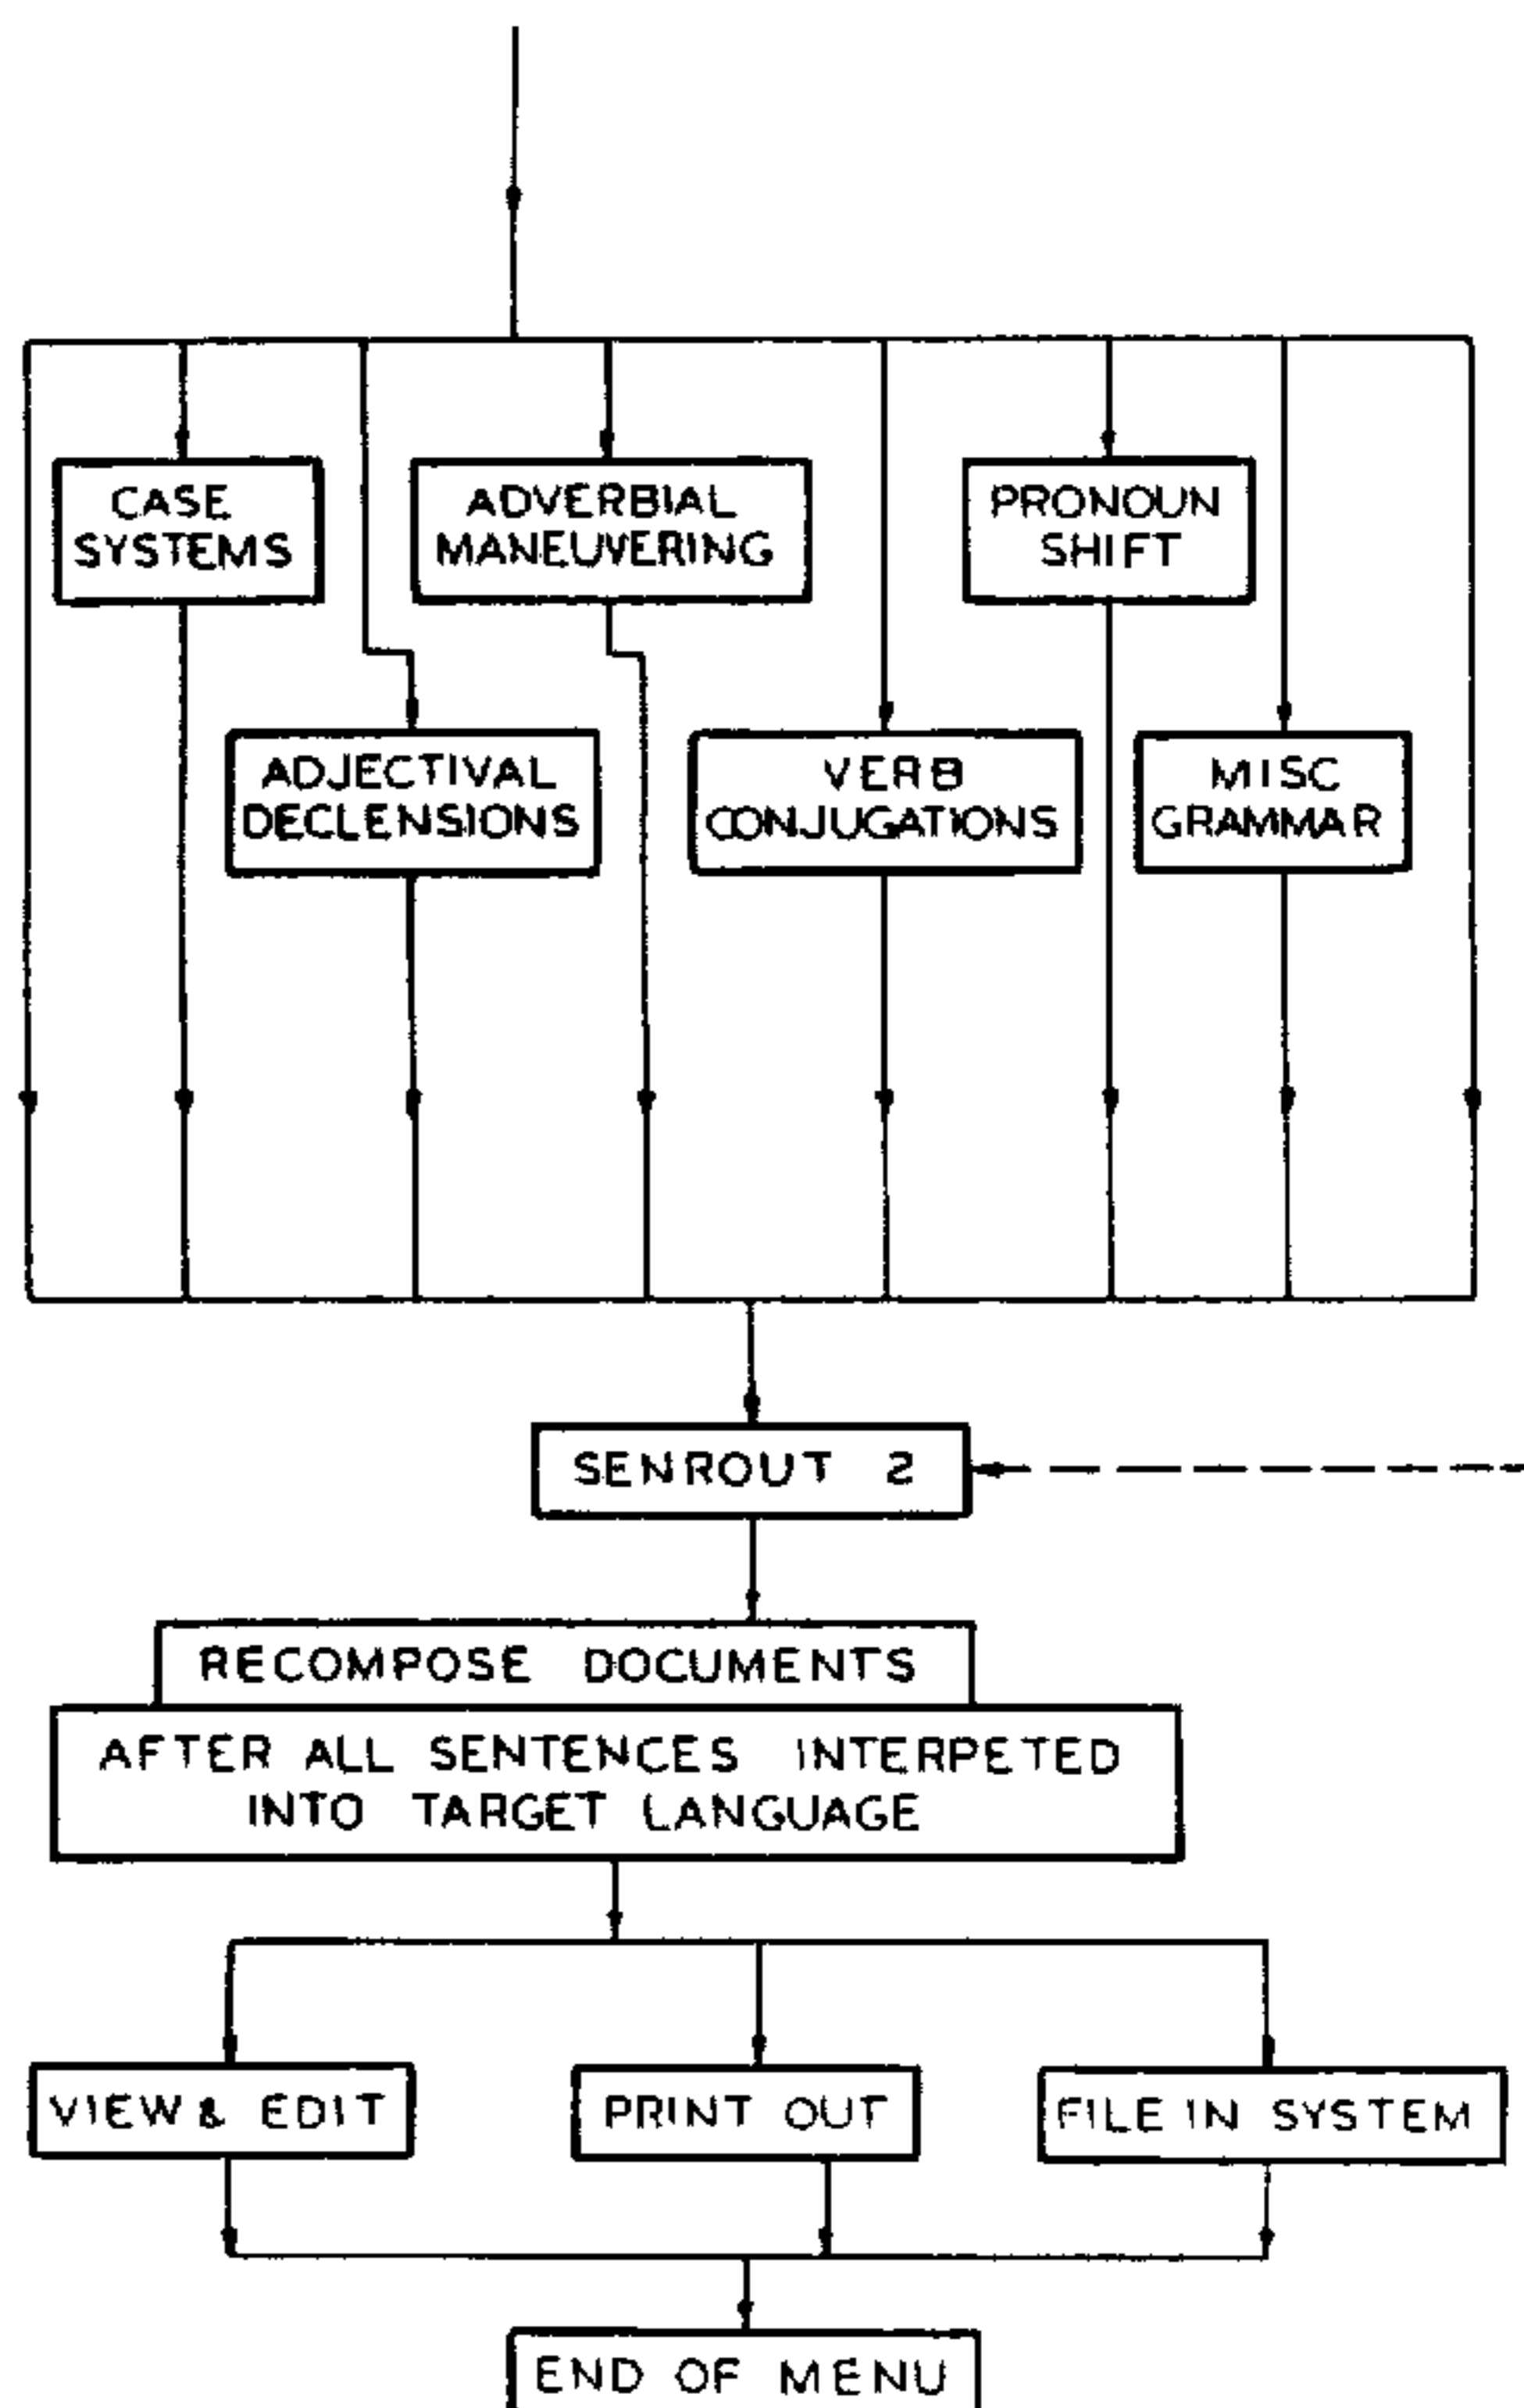 CASE
SYSTEMS
ADVERBIAL
MANEUVERING
PRONOUN
SHIFT
ADJECTIVAL
DECLENSIONS
VERB
CONJUGATIONS
MISC
GRAMMAR
SENROUT 2
RECOMPOSE DOCUMENTS
AFTER ALL SENTENCES INTERPETED
INTO TARGET LANGUAGE
VIEW & EDIT
PRINT OUT
FILE IN SYSTEM
END OF MENU